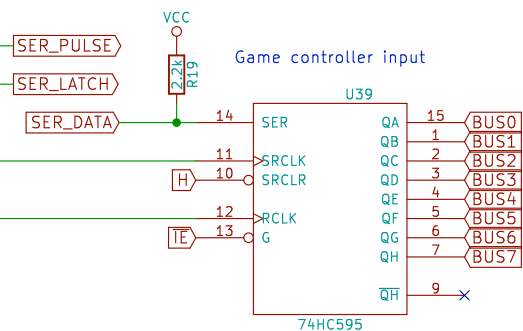 VCC
SER_PULSE
2.2k
R19
Game controller input
SER_LATCH
U39
SER_DATA
14 SER QA 15 BUS0
QB 1 BUS1
11 SRCLK QC 2 BUS2
H 10 SRCLR QD 3 BUS3
QE 4 BUS4
12 RCLK QF 5 BUS5
IE 13 G QG 6 BUS6
QH 7 BUS7
QH 9
74HC595